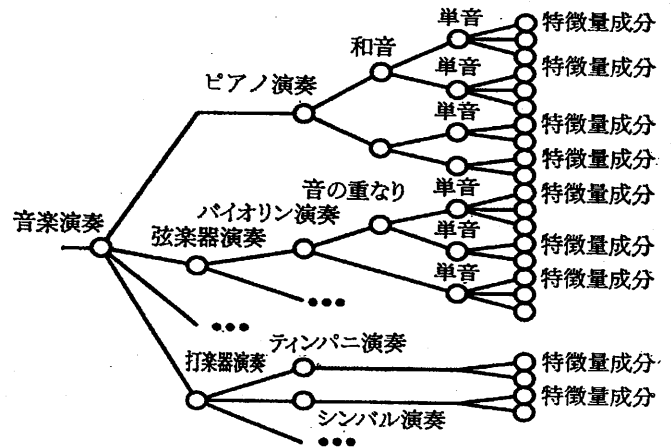 単音
特徴量成分
和音
単音
特徴量成分
ピアノ演奏
単音
特徴量成分
特徴量成分
音の重なり
単音
特徴量成分
バイオリン演奏
音楽演奏
弦楽器演奏
単音
特徴量成分
単音
特徴量成分
•••
•••
ティンパニ演奏
打楽器演奏
特徴量成分
特徴量成分
シンバル演奏
•••